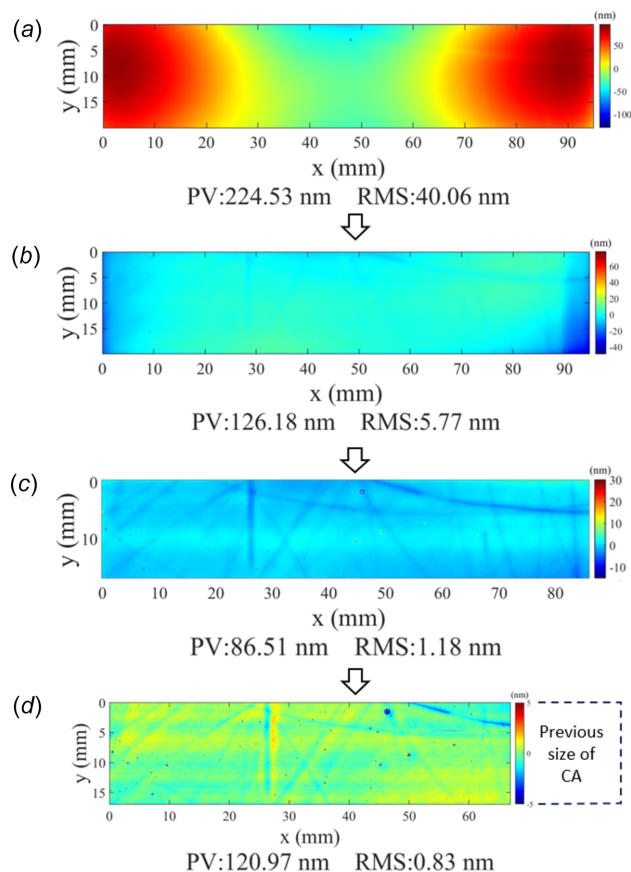 (a)
(nm)
0
5
10
15
y (mm)
50
0
-50
-100
0 10 20 30 40 50 60 70 80 90
x (mm)
PV:224.53 nm RMS:40.06 nm
(b)
(nm)
0
5
10
15
y (mm)
60
40
20
0
-20
-40
0 10 20 30 40 50 60 70 80 90
x (mm)
PV:126.18 nm RMS:5.77 nm
(c)
(nm)
0
10
y (mm)
30
20
10
0
-10
0 10 20 30 40 50 60 70 80
x (mm)
PV:86.51 nm RMS:1.18 nm
(d)
(nm)
0
5
10
15
y (mm)
5
0
-5
Previous
size of
CA
0 10 20 30 40 50 60
x (mm)
PV:120.97 nm RMS:0.83 nm